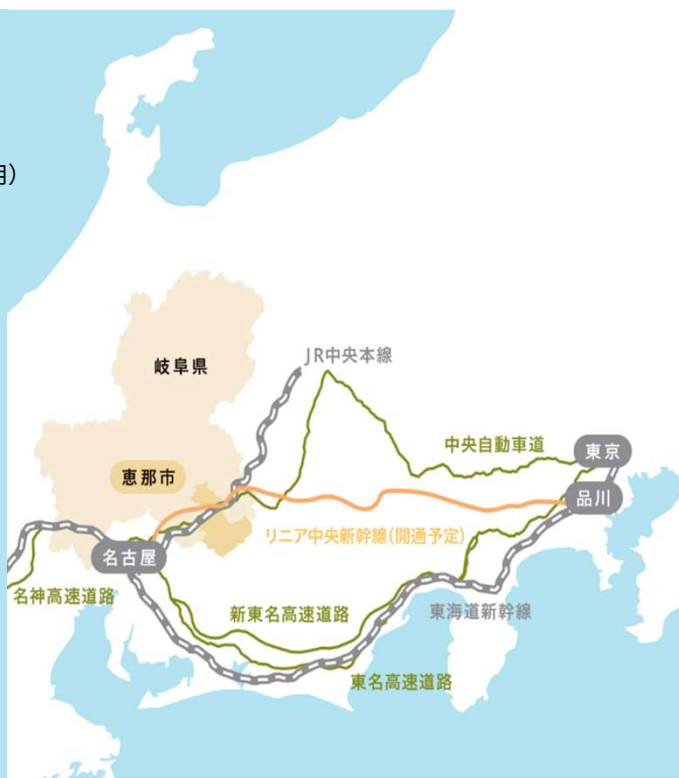 用）
JR中央本線
岐阜県
中央自動車道
東京
恵那市
品川
リニア中央新幹線(開通予定)
名古屋
名神高速道路
新東名高速道路
東海道新幹線
東名高速道路